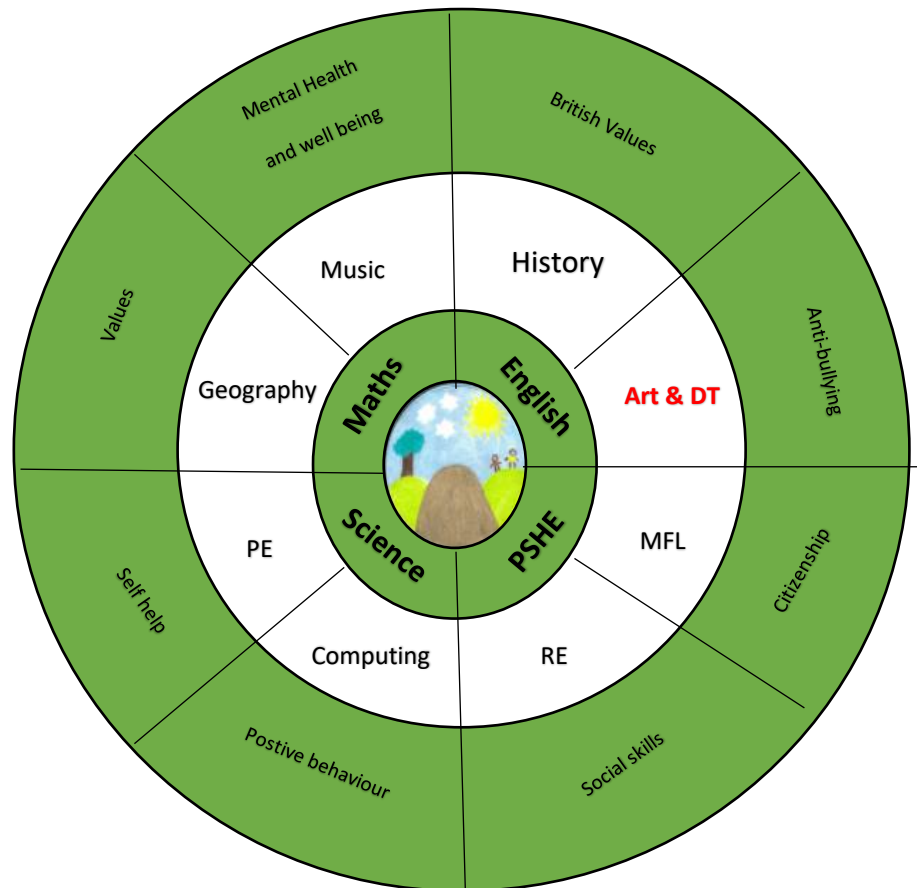 Mental Health
and well being
British Values
Anti-bullying
Citizenship
Social skills
Postive behaviour
Self help
Values
Music
History
Art & DT
MFL
RE
Computing
PE
Geography
Maths
English
PSHE
Science